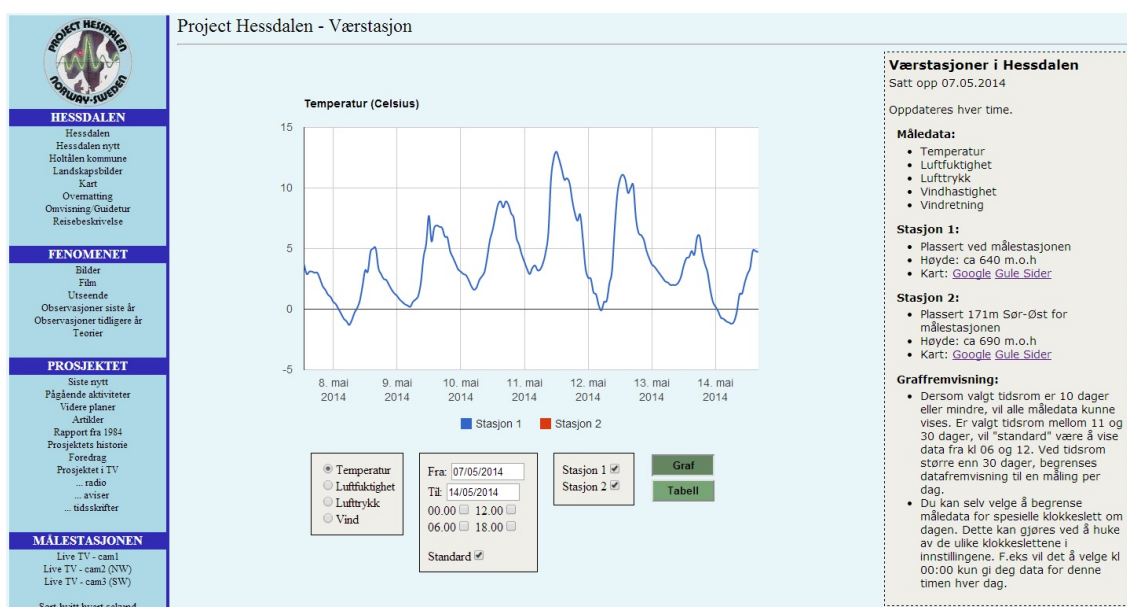 PROJECT HESSDALEN
NORWAY-SWEDEN
HESSDALEN
Hessdalen
Hessdalen nytt
Holtålen kommune
Landskapsbilder
Kart
Overnatting
Omvisning/Guidetur
Reisebeskrivelse
FENOMENET
Bilder
Film
Utseende
Observasjoner siste år
Observasjoner tidligere år
Teorier
PROSJEKTET
Siste nytt
Pågående aktiviteter
Videre planer
Artikler
Rapport fra 1984
Prosjektets historie
Foredrag
Prosjektet i TV
... radio
... aviser
... tidsskrifter
MÅLESTASJONEN
Live TV - cam1
Live TV - cam2 (NW)
Live TV - cam3 (SW)
Project Hessdalen - Værstasjon
Temperatur (Celsius)
15
10
5
0
-5
8. mai 2014
9. mai 2014
10. mai 2014
11. mai 2014
12. mai 2014
13. mai 2014
14. mai 2014
Stasjon 1
Stasjon 2
Temperatur
Luftfuktighet
Lufttrykk
Vind
Fra: 07/05/2014
Til: 14/05/2014
00.00 12.00
06.00 18.00
Standard
Stasjon 1
Stasjon 2
Graf
Tabell
Værstasjoner i Hessdalen
Satt opp 07.05.2014
Oppdateres hver time.
Måledata:
• Temperatur
• Luftfuktighet
• Lufttrykk
• Vindhastighet
• Vindretning
Stasjon 1:
• Plassert ved målestasjonen
• Høyde: ca 640 m.o.h
• Kart: Google Gule Sider
Stasjon 2:
• Plassert 171m Sør-Øst for
målestasjonen
• Høyde: ca 690 m.o.h
• Kart: Google Gule Sider
Graffremvisning:
• Dersom valgt tidsrom er 10 dager
eller mindre, vil alle måledata kunne
vises. Er valgt tidsrom mellom 11 og
30 dager, vil "standard" være å vise
data fra kl 06 og 12. Ved tidsrom
større enn 30 dager, begrenses
datafremvisning til en måling per
dag.
• Du kan selv velge å begrense
måledata for spesielle klokkeslett om
dagen. Dette kan gjøres ved å huke
av de ulike klokkeslettene i
innstillingene. F.eks vil det å velge kl
00:00 kun gi deg data for denne
timen hver dag.